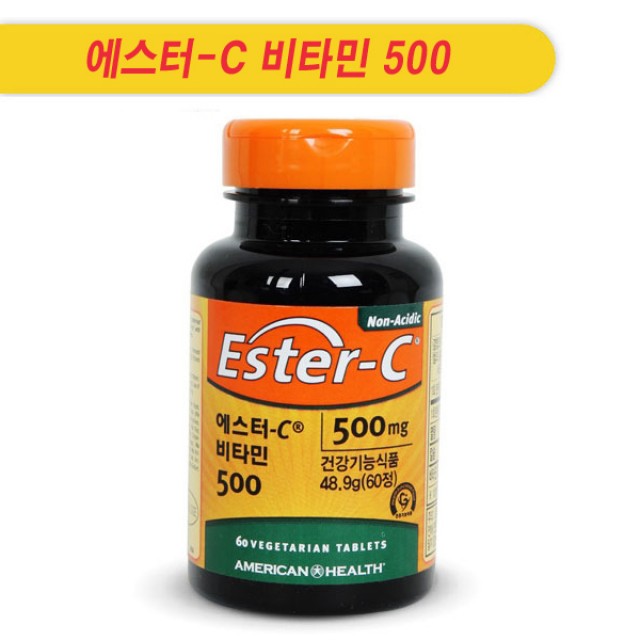 에스터-C 비타민 500
Non-Acidic
Ester-C®
에스터-C®
비타민
500
500mg
건강기능식품
48.9g(60정)
60 VEGETARIAN TABLETS
AMERICAN HEALTH®